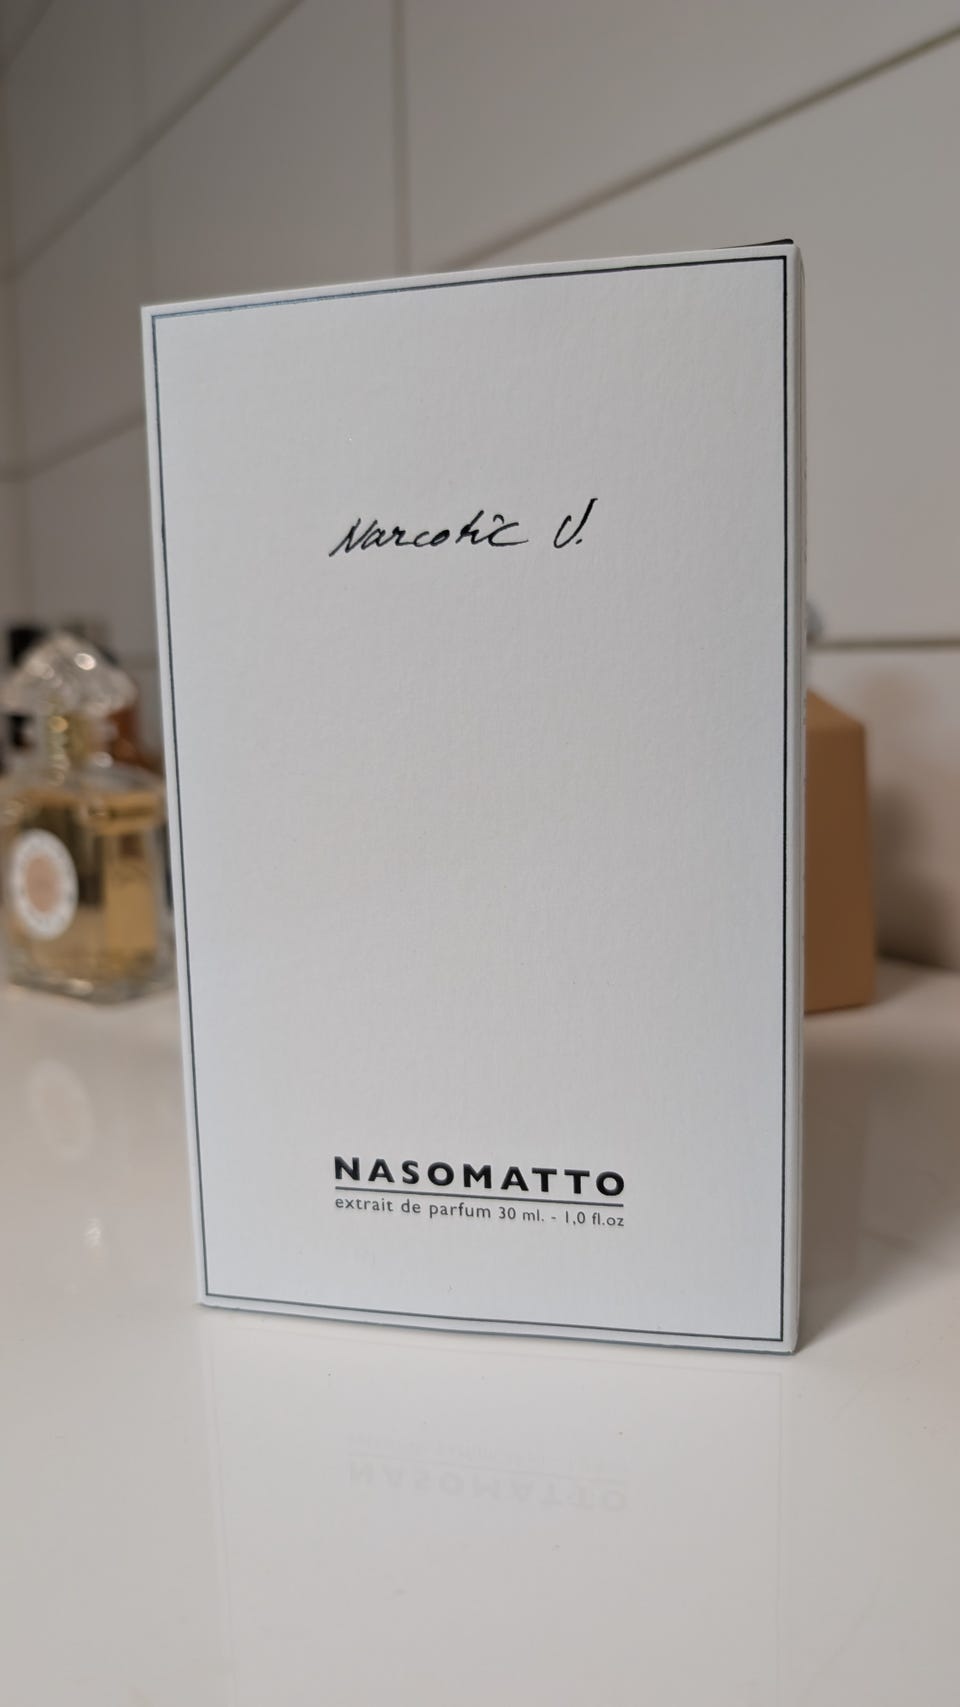 Narcotic V.
NASOMATTO
extrait de parfum 30 ml. - 1,0 fl.oz